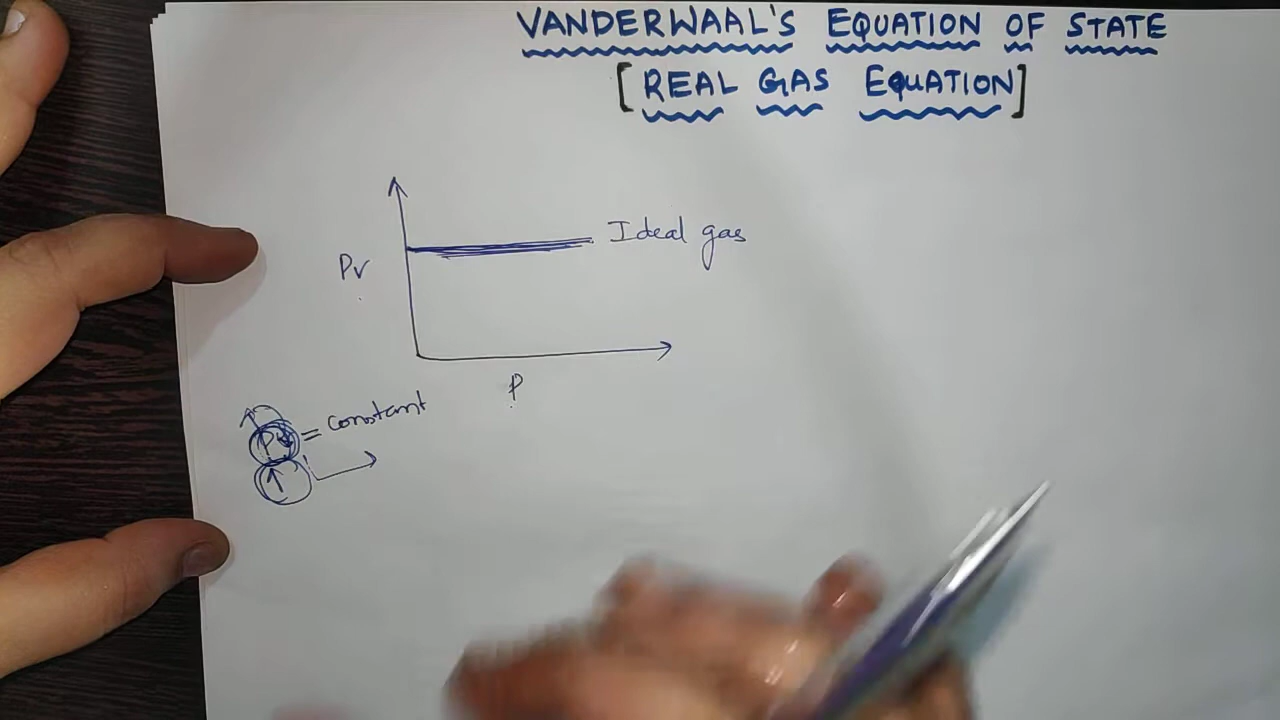 VANDERWAAL'S EQUATION OF STATE
[REAL GAS EQUATION]
Ideal gas
Pv
P
= constant